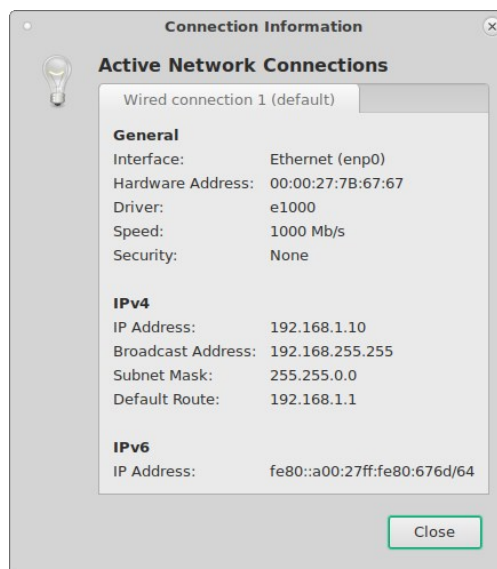 Connection Information
Active Network Connections
Wired connection 1 (default)
General
Interface: Ethernet (enp0)
Hardware Address: 00:00:27:7B:67:67
Driver: e1000
Speed: 1000 Mb/s
Security: None
IPv4
IP Address: 192.168.1.10
Broadcast Address: 192.168.255.255
Subnet Mask: 255.255.0.0
Default Route: 192.168.1.1
IPv6
IP Address: fe80::a00:27ff:fe80:676d/64
Close